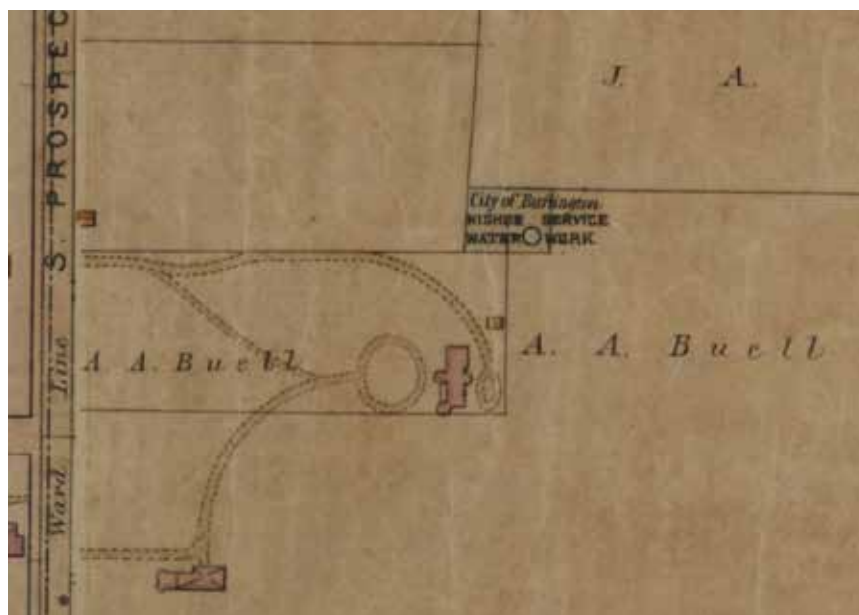 S. PROSPEC
J. A.
City of Burlington
HIGHER SERVICE
WATER WORK
A. A. Buell
A. A. Buell
Ward Line